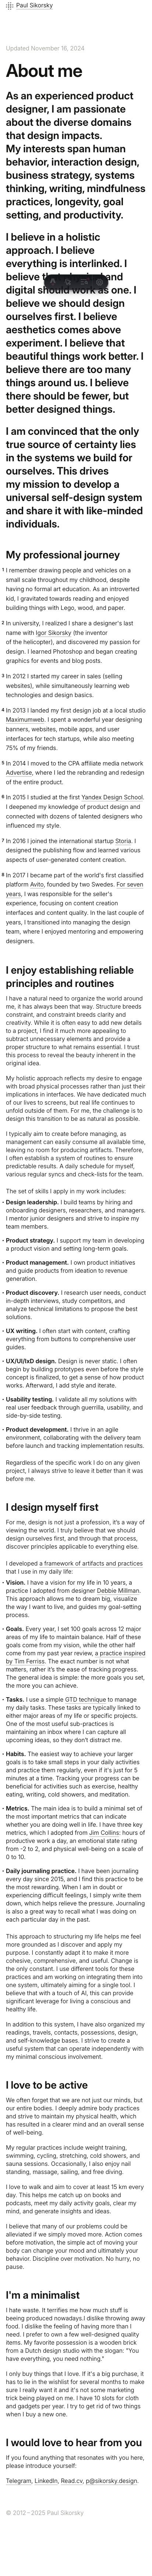 Paul Sikorsky
Updated November 16, 2024
About me
As an experienced product
designer, I am passionate
about the diverse domains
that design impacts.
My interests span human
behavior, interaction design,
business strategy, systems
thinking, writing, mindfulness
practices, longevity, goal
setting, and productivity.
I believe in a holistic
approach. I believe
everything is interlinked. I
believe and
digital should as one. I
believe we should design
ourselves first. I believe
aesthetics comes above
experiment. I believe that
beautiful things work better. I
believe there are too many
things around us. I believe
there should be fewer, but
better designed things.
I am convinced that the only
true source of certainty lies
in the systems we build for
ourselves. This drives
my mission to develop a
universal self-design system
and share it with like-minded
individuals.
My professional journey
I remember drawing people and vehicles on a
small scale throughout my childhood, despite
having no formal art education. As an introverted
kid, I gravitated towards reading and enjoyed
building things with Lego, wood, and paper.
In university, I realized I share a designer's last
name with Igor Sikorsky (the inventor
of the helicopter), and discovered my passion for
design. I learned Photoshop and began creating
graphics for events and blog posts.
In 2012 I started my career in sales (selling
websites), while simultaneously learning web
technologies and design basics.
In 2013 I landed my first design job at a local studio
Maximumweb. I spent a wonderful year designing
banners, websites, mobile apps, and user
interfaces for tech startups, while also meeting
75% of my friends.
In 2014 I moved to the CPA affiliate media network
Advertise, where I led the rebranding and redesign
of the entire product.
In 2015 I studied at the first Yandex Design School.
I deepened my knowledge of product design and
connected with dozens of talented designers who
influenced my style.
In 2016 I joined the international startup Storia. I
designed the publishing flow and learned various
aspects of user-generated content creation.
In 2017 I became part of the world's first classified
platform Avito, founded by two Swedes. For seven
years, I was responsible for the seller's
experience, focusing on content creation
interfaces and content quality. In the last couple of
years, I transitioned into managing the design
team, where I enjoyed mentoring and empowering
designers.
I enjoy establishing reliable
principles and routines
I have a natural need to organize the world around
me. It has always been that way. Structure breeds
constraint, and constraint breeds clarity and
creativity. While it is often easy to add new details
to a project, I find it much more appealing to
subtract unnecessary elements and provide a
proper structure to what remains essential. I trust
this process to reveal the beauty inherent in the
original idea.
My holistic approach reflects my desire to engage
with broad physical processes rather than just their
implications in interfaces. We have dedicated much
of our lives to screens, but real life continues to
unfold outside of them. For me, the challenge is to
design this interaction to be as natural as possible.
I typically aim to create before managing, as
management can easily consume all available time,
leaving no room for producing artifacts. Therefore,
I often establish a system of routines to ensure
predictable results. A daily schedule for myself,
various regular syncs, and check-lists for the team.
The set of skills I apply in my work includes:
Design leadership. I build teams by hiring and
onboarding designers, researchers, and managers.
I mentor junior designers and strive to inspire my
team members.
Product strategy. I support my team in developing
a product vision and setting long-term goals.
Product management. I own product initiatives
and guide products from ideation to revenue
generation.
Product discovery. I research user needs, conduct
in-depth interviews, study competitors, and
analyze technical limitations to propose the best
solutions.
UX writing. I often start with content, crafting
everything from buttons to comprehensive user
guides.
UX/UI/IxD design. Design is never static. I often
begin by building prototypes even before the style
concept is finalized, to get a sense of how product
works. Afterward, I add style and iterate.
Usability testing. I validate all my solutions with
real user feedback through guerrilla, usability, and
side-by-side testing.
Product development. I thrive in an agile
environment, collaborating with the delivery team
before launch and tracking implementation results.
Regardless of the specific work I do on any given
project, I always strive to leave it better than it was
before me.
I design myself first
For me, design is not just a profession, it's a way of
viewing the world. I truly believe that we should
design ourselves first, and through that process,
discover principles applicable to everything else.
I developed a framework of artifacts and practices
that I use in my daily life:
Vision. I have a vision for my life in 10 years, a
practice I adopted from designer Debbie Millman.
This approach allows me to dream big, visualize
the way I want to live, and guides my goal-setting
process.
Goals. Every year, I set 100 goals across 12 major
areas of my life to maintain balance. Half of these
goals come from my vision, while the other half
come from my past year review, a practice inspired
by Tim Ferriss. The exact number is not what
matters, rather it's the ease of tracking progress.
The general idea is simple: the more goals you set,
the more you can achieve.
Tasks. I use a simple GTD technique to manage
my daily tasks. These tasks are typically linked to
either major areas of my life or specific projects.
One of the most useful sub-practices is
maintaining an inbox where I can capture all
upcoming ideas, so they don't distract me.
Habits. The easiest way to achieve your larger
goals is to take small steps in your daily activities
and practice them regularly, even if it's just for 5
minutes at a time. Tracking your progress can be
beneficial for activities such as exercise, healthy
eating, writing, cold showers, and meditation.
Metrics. The main idea is to build a minimal set of
the most important metrics that can indicate
whether you are doing well in life. I have three key
metrics, which I adopted from Jim Collins: hours of
productive work a day, an emotional state rating
from -2 to 2, and physical well-being on a scale of
0 to 10.
Daily journaling practice. I have been journaling
every day since 2015, and I find this practice to be
the most rewarding. When I am in doubt or
experiencing difficult feelings, I simply write them
down, which helps relieve the pressure. Journaling
is also a great way to recall what I was doing on
each particular day in the past.
This approach to structuring my life helps me feel
more grounded as I discover and apply my
purpose. I constantly adapt it to make it more
cohesive, comprehensive, and useful. Change is
the only constant. I use different tools for these
practices and am working on integrating them into
one system, ultimately aiming for a single tool. I
believe that with a touch of AI, this can provide
significant leverage for living a conscious and
healthy life.
In addition to this system, I have also organized my
readings, travels, contacts, possessions, design,
and self-knowledge bases. I strive to create a
useful system that can operate independently with
my minimal conscious involvement.
I love to be active
We often forget that we are not just our minds, but
our entire bodies. I deeply admire body practices
and strive to maintain my physical health, which
has resulted in a clearer mind and an overall sense
of well-being.
My regular practices include weight training,
swimming, cycling, stretching, cold showers, and
sauna sessions. Occasionally, I also enjoy nail
standing, massage, sailing, and free diving.
I love to walk and aim to cover at least 15 km every
day. This helps me catch up on books and
podcasts, meet my daily activity goals, clear my
mind, and generate insights and ideas.
I believe that many of our problems could be
alleviated if we simply moved more. Action comes
before motivation, the simple act of moving your
body can change your mood and ultimately your
behavior. Discipline over motivation. No hurry, no
pause.
I'm a minimalist
I hate waste. It terrifies me how much stuff is
being produced nowadays. I dislike throwing away
food. I dislike the feeling of having more than I
need. I prefer to own just a few well-designed quality
items. My favorite possession is a wooden brick
from a Dutch design studio with the slogan: "You
have everything, you need nothing."
I only buy things that I love. If it's a big purchase, it
has to lie in the wishlist for several months to make
sure I really want it and it's not some marketing
trick being played on me. I have 10 slots for cloth
and gadgets per year. I try to get rid of two things
when I buy a new one.
I would love to hear from you
If you found anything that resonates with you here,
please introduce yourself:
Telegram, LinkedIn, Read.cv, p@sikorsky.design.
© 2012–2025 Paul Sikorsky